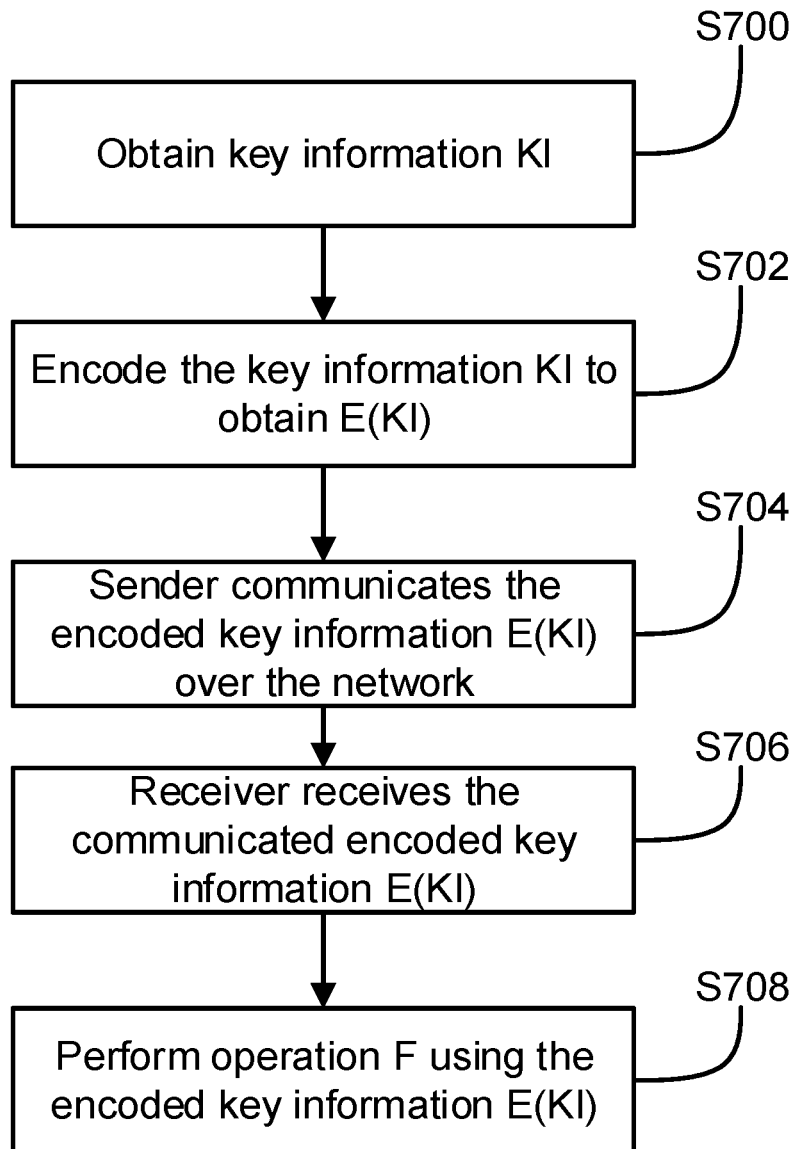 S700
Obtain key information KI
S702
Encode the key information KI to
obtain E(KI)
S704
Sender communicates the
encoded key information E(KI)
over the network
S706
Receiver receives the
communicated encoded key
information E(KI)
S708
Perform operation F using the
encoded key information E(KI)